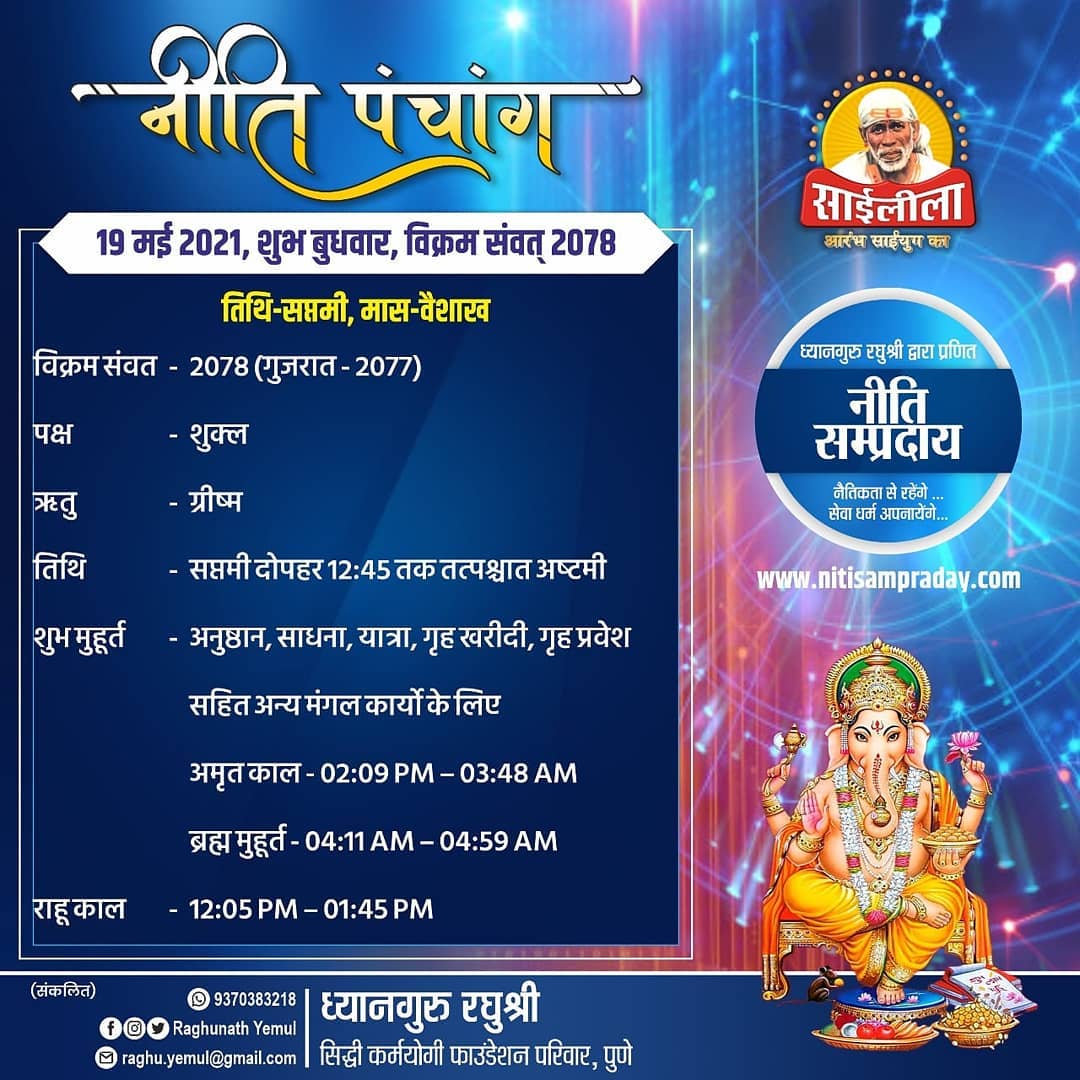 नीति पंचांग
साईलीला
आरंभ साईयुग का
19 मई 2021, शुभ बुधवार, विक्रम संवत् 2078
तिथि-सप्तमी, मास-वैशाख
विक्रम संवत - 2078 (गुजरात - 2077)
पक्ष - शुक्ल
ऋतु - ग्रीष्म
तिथि - सप्तमी दोपहर 12:45 तक तत्पश्चात अष्टमी
शुभ मुहूर्त - अनुष्ठान, साधना, यात्रा, गृह खरीदी, गृह प्रवेश
सहित अन्य मंगल कार्यो के लिए
अमृत काल - 02:09 PM – 03:48 AM
ब्रह्म मुहूर्त - 04:11 AM – 04:59 AM
राहू काल - 12:05 PM – 01:45 PM
ध्यानगुरु रघुश्री द्वारा प्रणित
नीति
सम्प्रदाय
नैतिकता से रहेंगे ...
सेवा धर्म अपनायेंगे...
www.nitisampraday.com
(संकलित)
9370383218
Raghunath Yemul
raghu.yemul@gmail.com
ध्यानगुरु रघुश्री
सिद्धी कर्मयोगी फाउंडेशन परिवार, पुणे